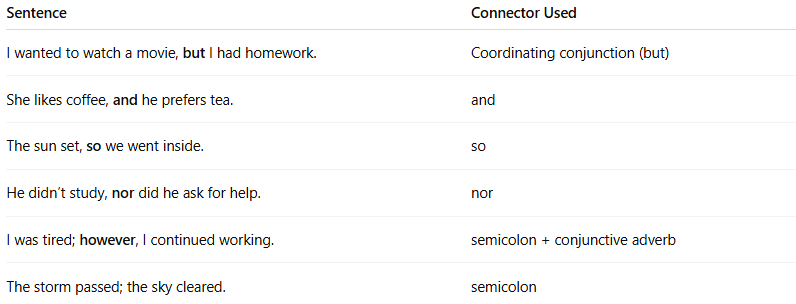 Sentence Connector Used
I wanted to watch a movie, but I had homework. Coordinating conjunction (but)
She likes coffee, and he prefers tea. and
The sun set, so we went inside. so
He didn’t study, nor did he ask for help. nor
I was tired; however, I continued working. semicolon + conjunctive adverb
The storm passed; the sky cleared. semicolon